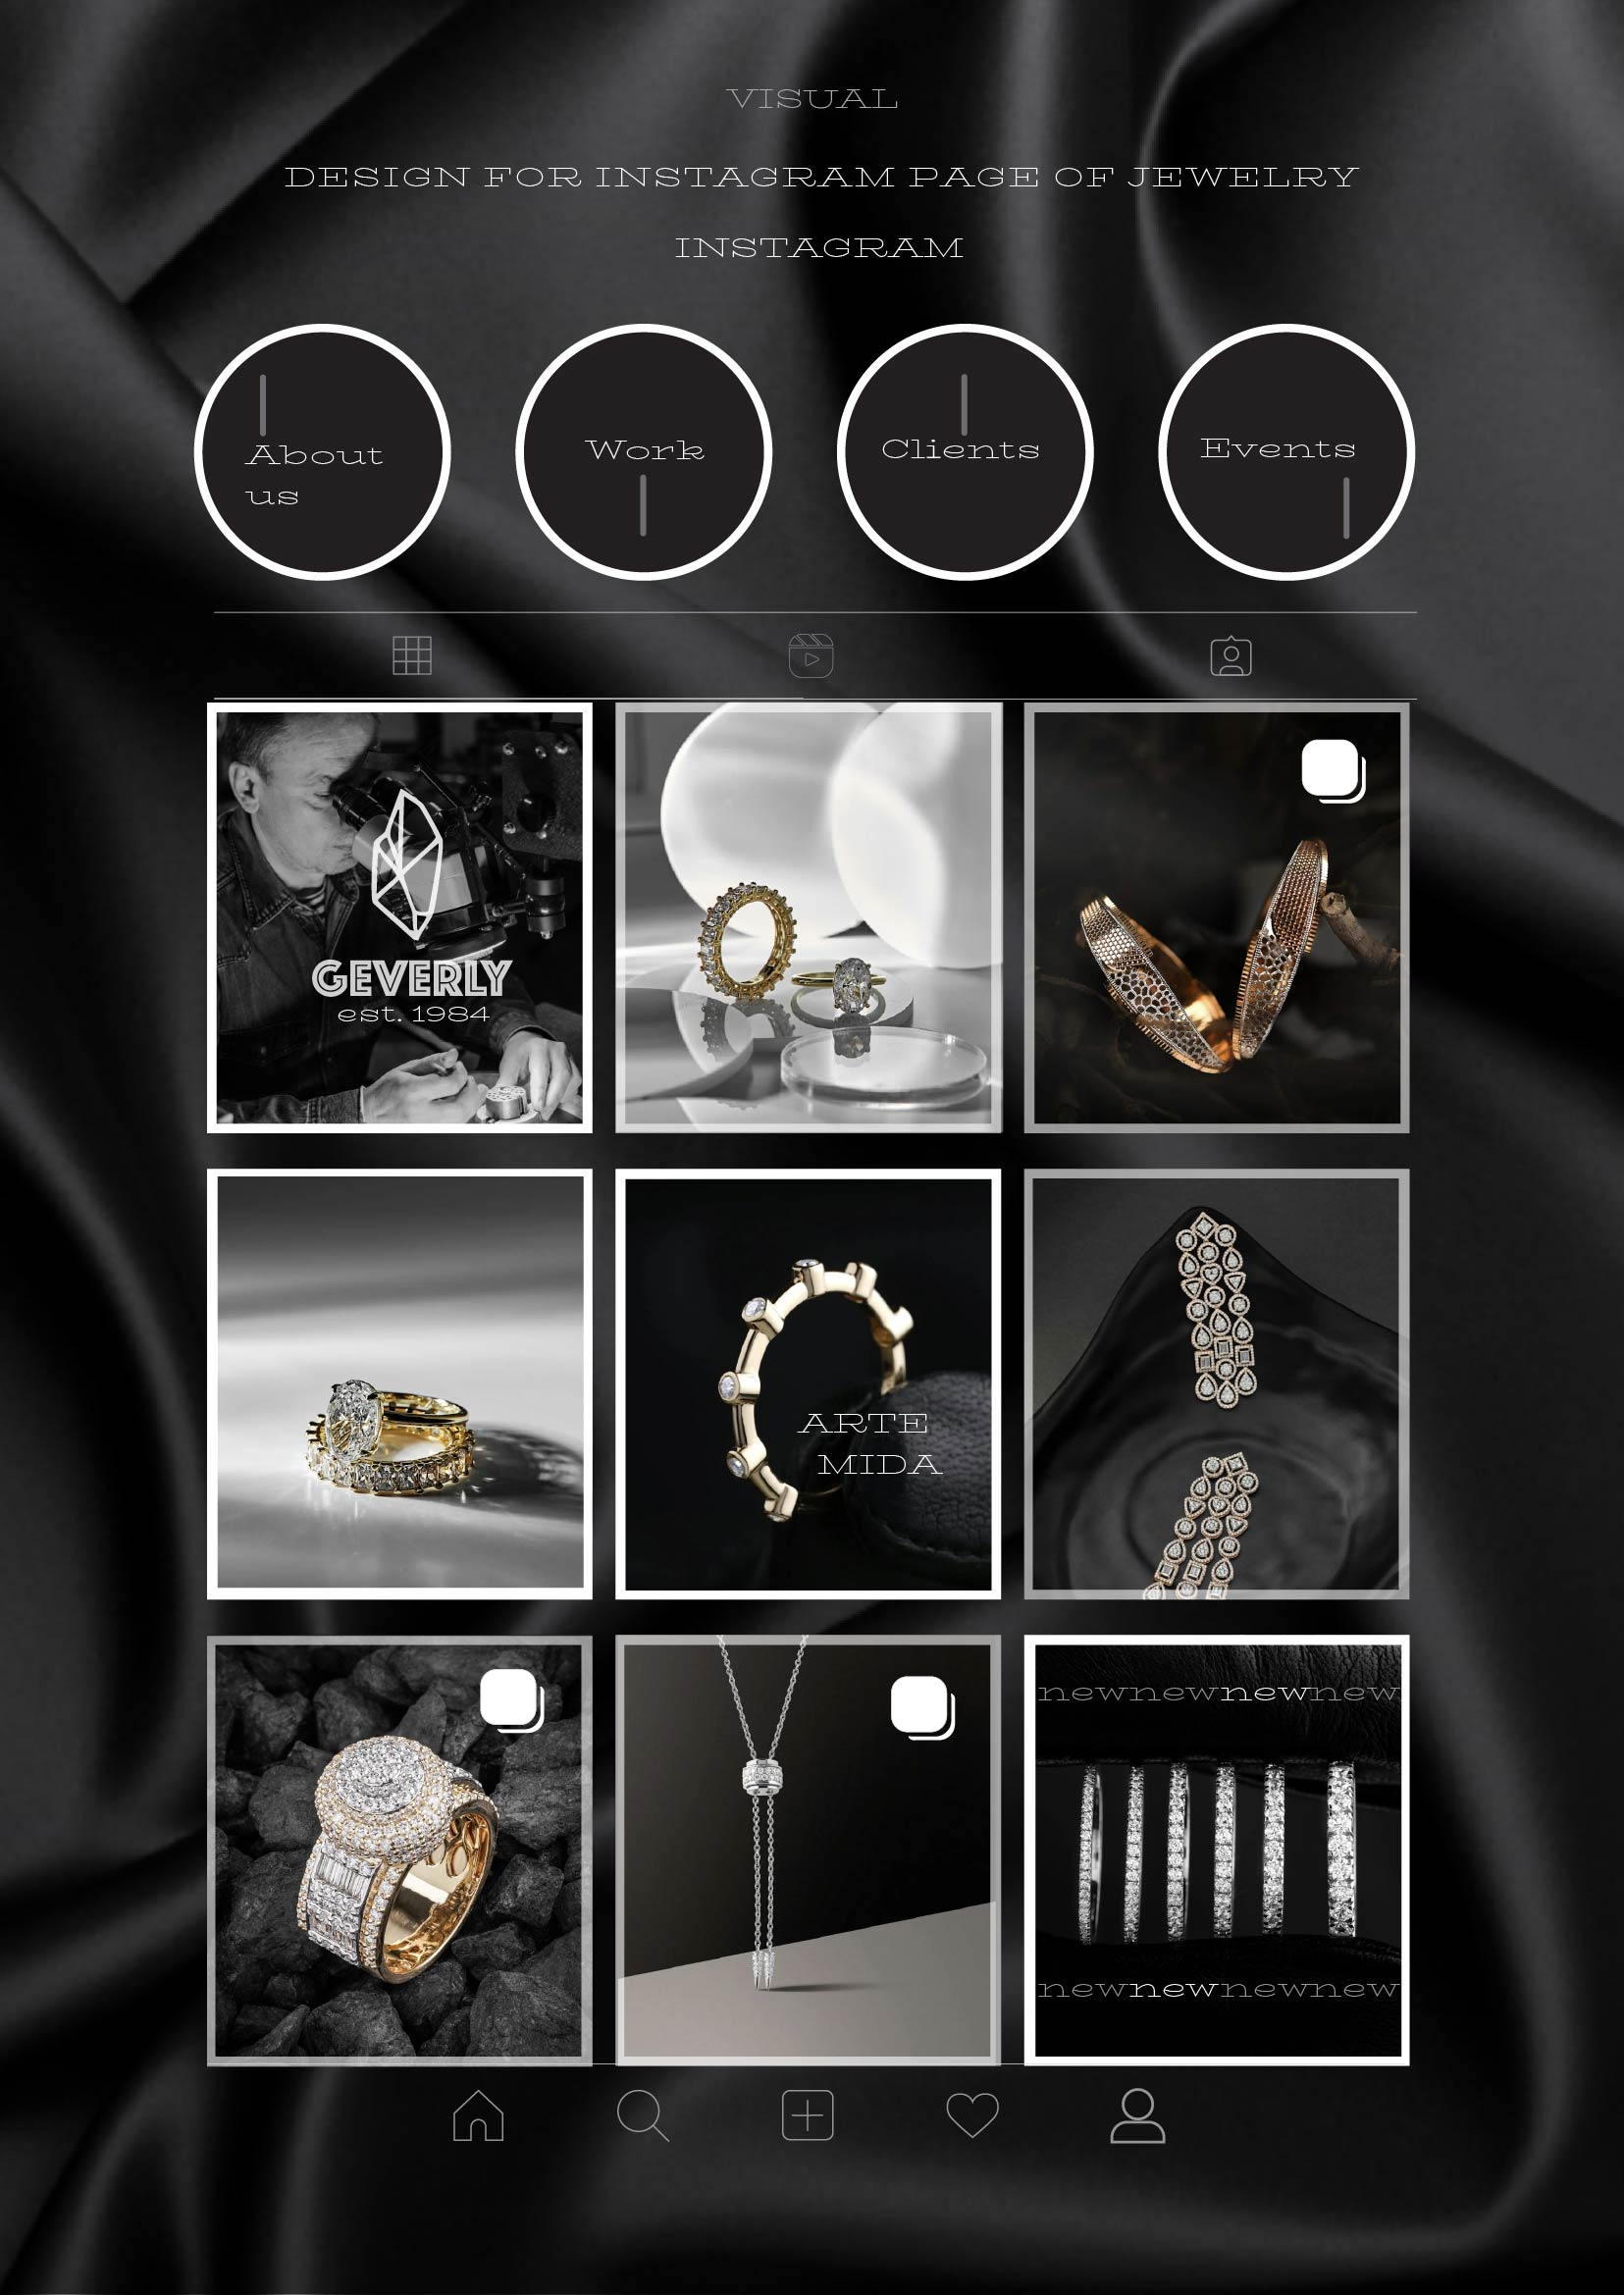 VISUAL
DESIGN FOR INSTAGRAM PAGE OF JEWELRY
INSTAGRAM
About
us
Work
Clients
Events
GEVERLY
est. 1984
ARTE
MIDA
newnewnewnew
newnewnewnew